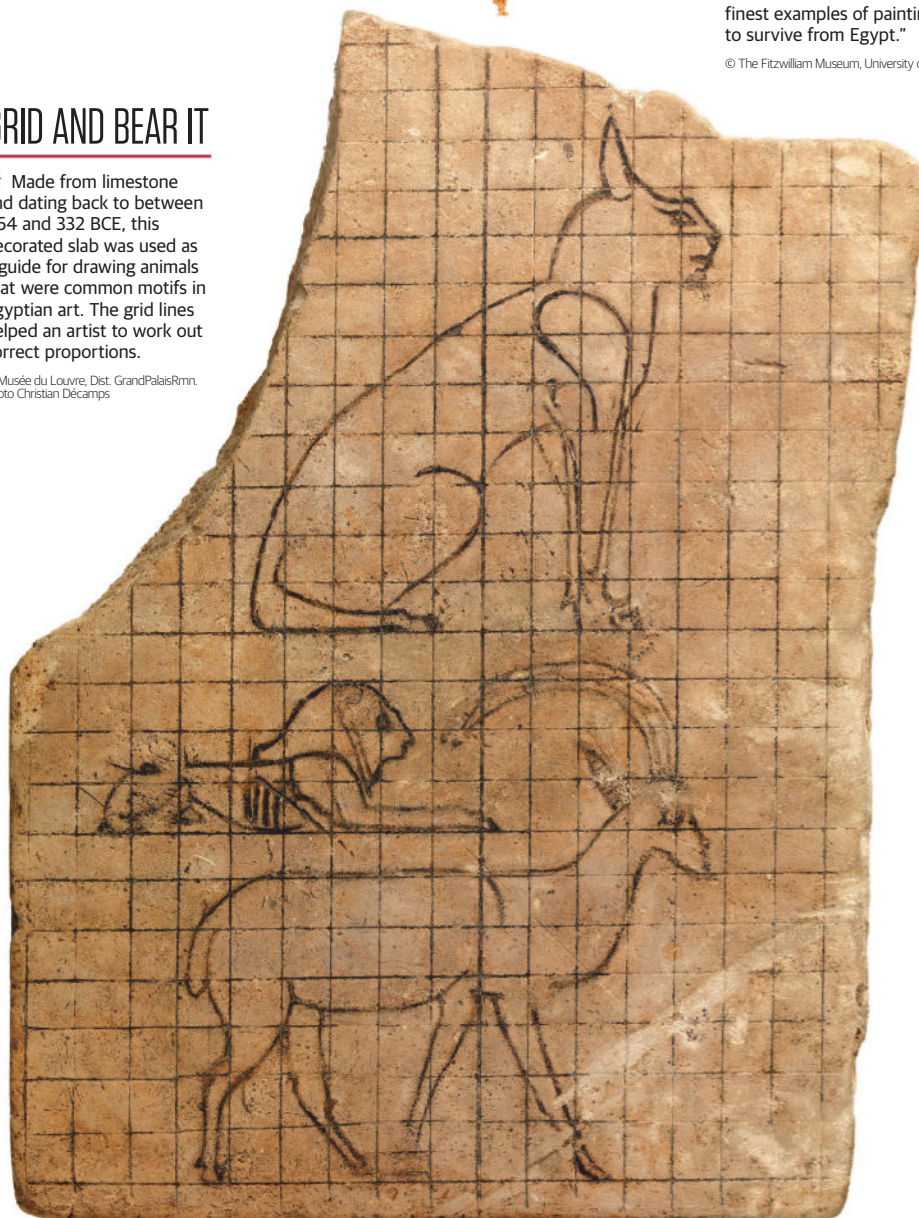 finest examples of paintin
to survive from Egypt.”
© The Fitzwilliam Museum, University o
GRID AND BEAR IT
Made from limestone
nd dating back to between
64 and 332 BCE, this
ecorated slab was used as
guide for drawing animals
at were common motifs in
gyptian art. The grid lines
elped an artist to work out
orrect proportions.
Musée du Louvre, Dist. GrandPalaisRmn.
oto Christian Décamps